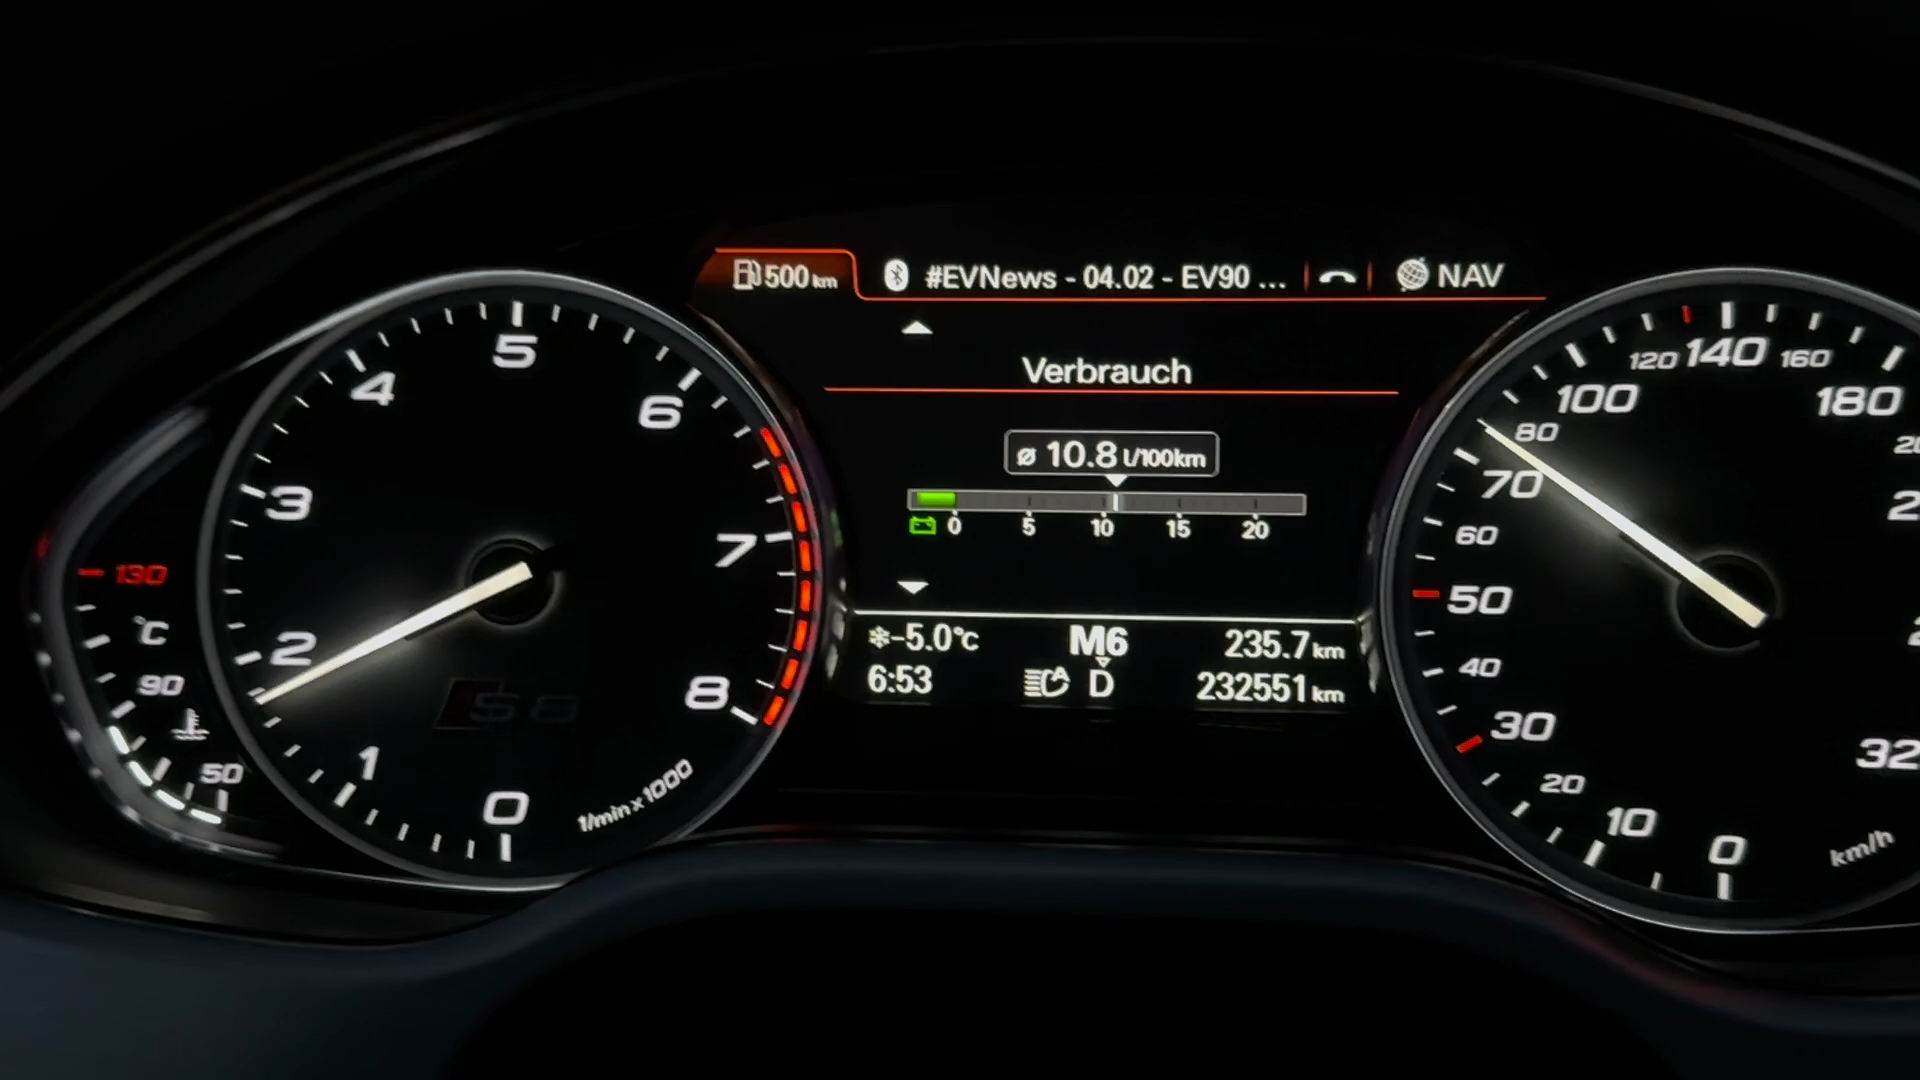 500 km
#EVNews - 04.02 - EV90 ...
NAV
Verbrauch
ø 10.8 l/100km
0 5 10 15 20
-5.0°C
M6
235.7 km
6:53
D
232551 km
0
1
2
3
4
5
6
7
8
1/min x 1000
S8
130
°C
90
50
0
10
20
30
40
50
60
70
80
100
120
140
160
180
32
km/h